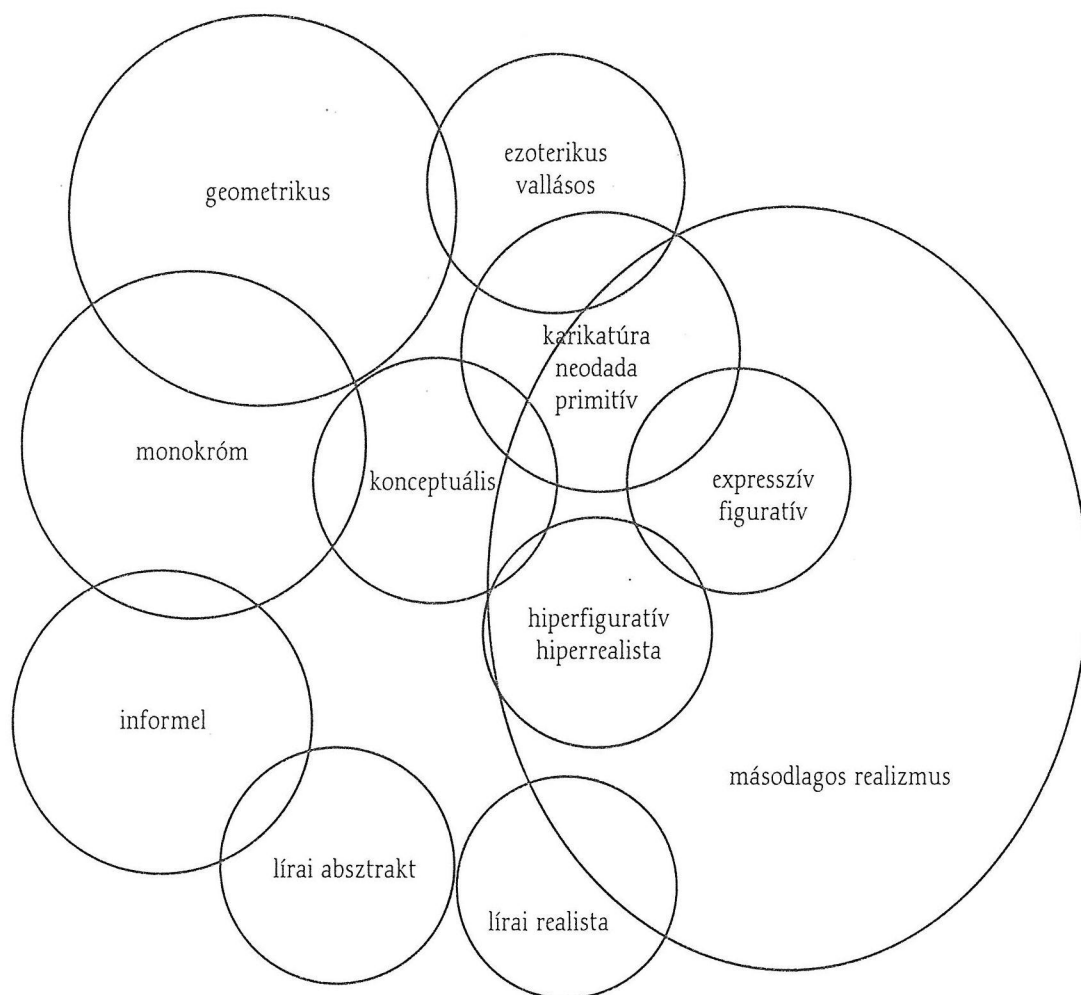 ezoterikus
vallásos
geometrikus
karikatúra
neodada
primitív
monokróm
konceptuális
expresszív
figuratív
hiperfiguratív
hiperrealista
informel
másodlagos realizmus
lírai absztrakt
lírai realista